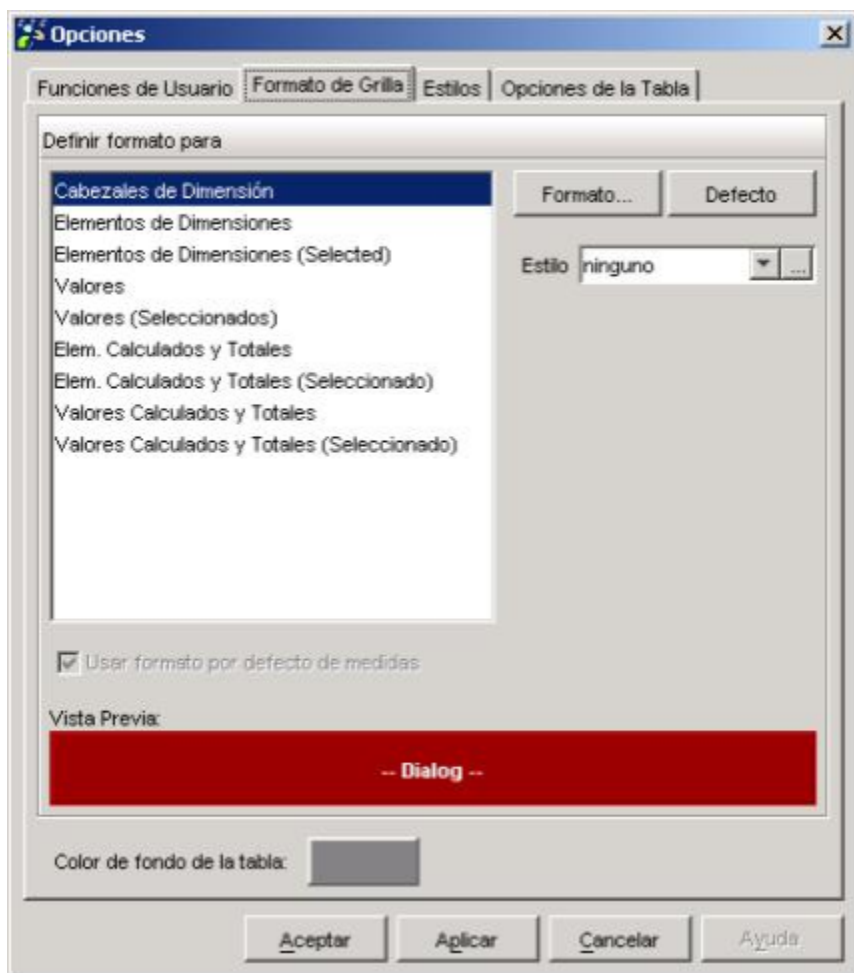 Opciones
Funciones de Usuario Formato de Grilla Estilos Opciones de la Tabla
Definir formato para
Cabezales de Dimensión
Elementos de Dimensiones
Elementos de Dimensiones (Selected)
Valores
Valores (Seleccionados)
Elem. Calculados y Totales
Elem. Calculados y Totales (Seleccionado)
Valores Calculados y Totales
Valores Calculados y Totales (Seleccionado)
Formato... Defecto
Estilo ninguno ...
Usar formato por defecto de medidas
Vista Previa:
-- Dialog --
Color de fondo de la tabla:
Aceptar Aplicar Cancelar Ayuda